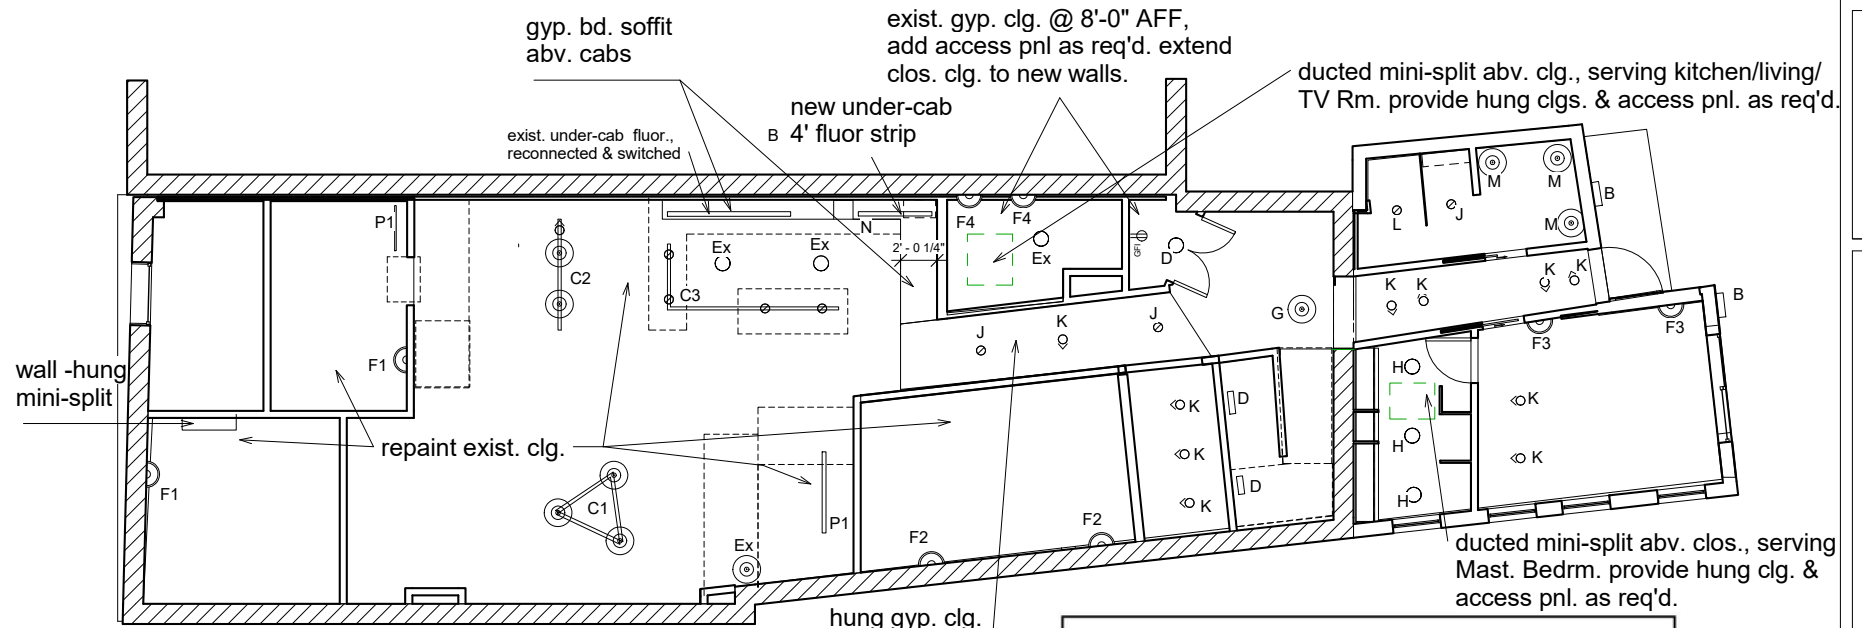 gyp. bd. soffit
abv. cabs
exist. gyp. clg. @ 8'-0" AFF,
add access pnl as req'd. extend
clos. clg. to new walls.
ducted mini-split abv. clg., serving kitchen/living/
TV Rm. provide hung clgs. & access pnl. as req'd.
new under-cab
B 4' fluor strip
exist. under-cab fluor.,
reconnected & switched
M M
B
L J
M
P1
F4 F4
N
Ex Ex
2' - 0 1/4"
Ex
GFI
D
C2
C3
K K
K K
G
B
J K J
F3
F3
F1
wall -hung
mini-split
H
K D
K
H
K
K
repaint exist. clg.
F1
C1
D
K
H
P1
F2
F2
Ex
ducted mini-split abv. clos., serving
Mast. Bedrm. provide hung clg. &
access pnl. as req'd.
hung gyp. clg.